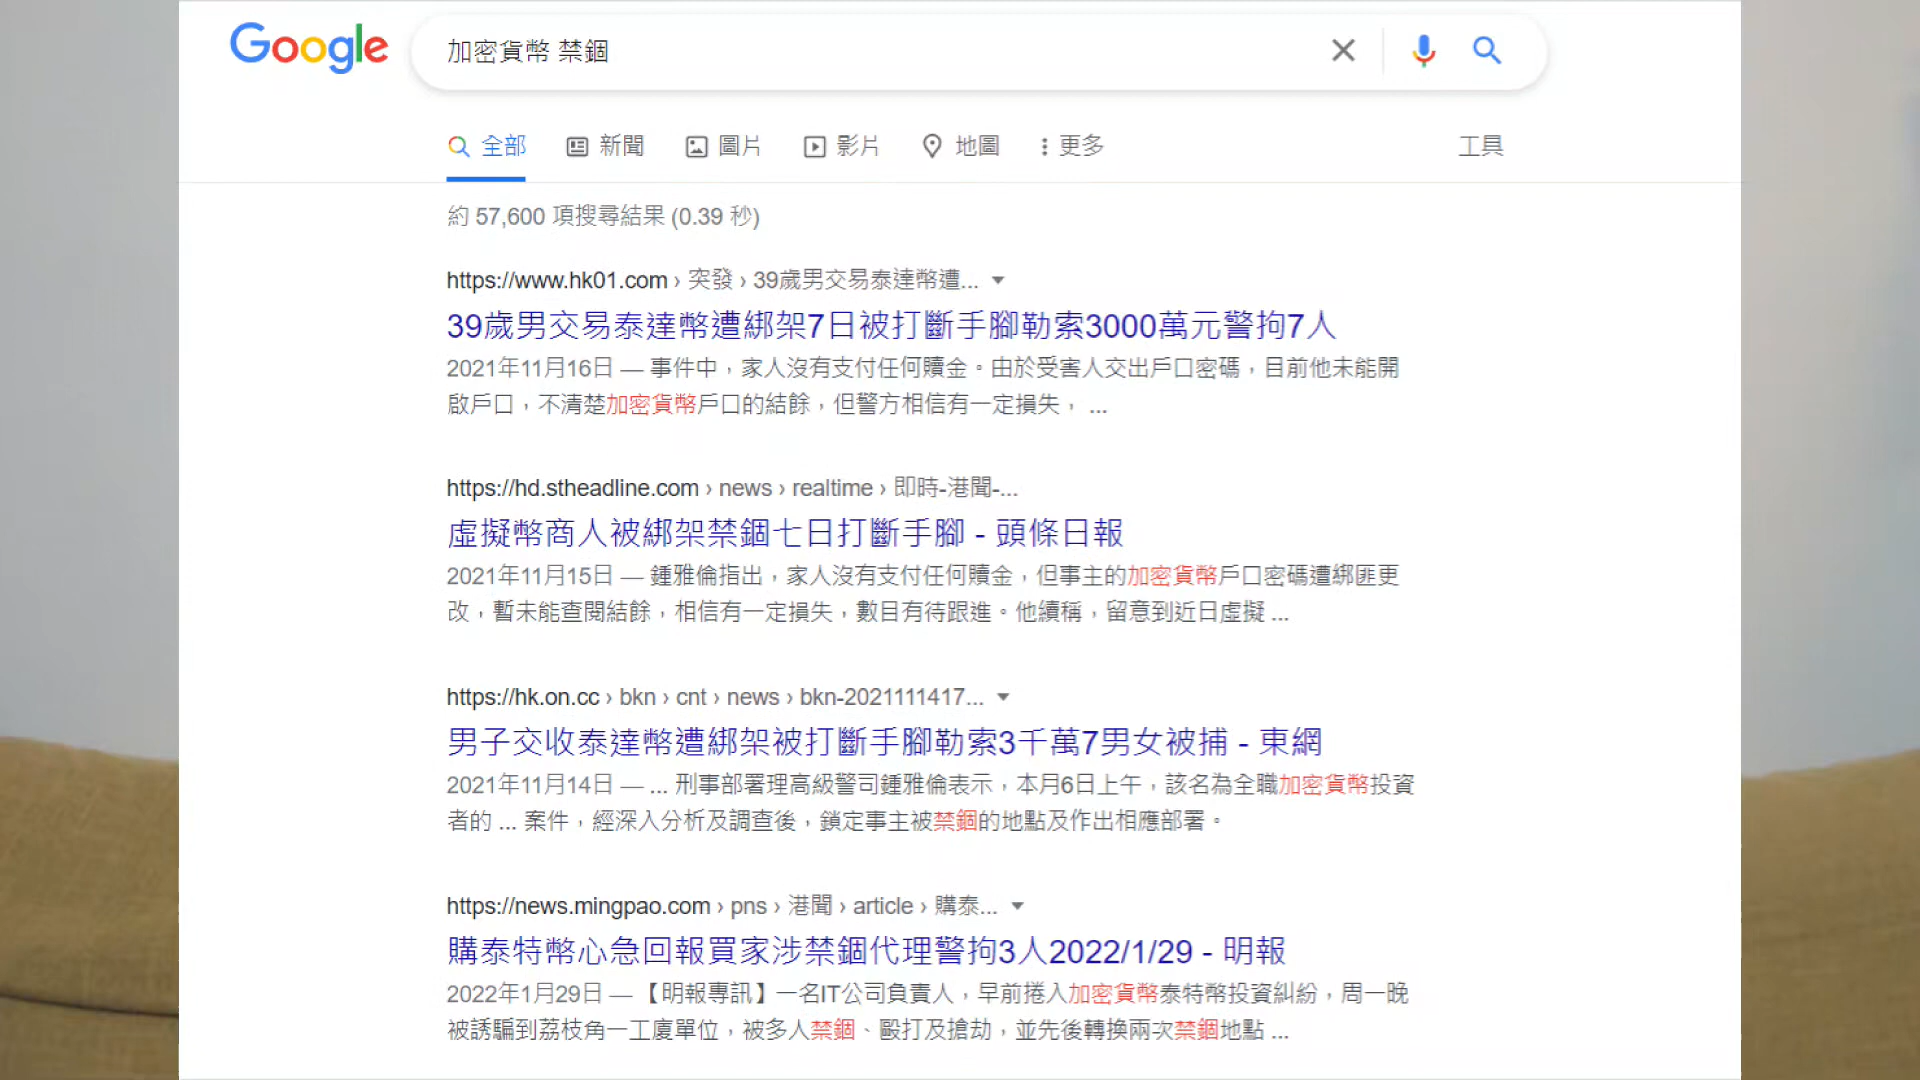 Google
加密貨幣 禁錮
全部 新聞 圖片 影片 地圖 更多 工具
約 57,600 項搜尋結果 (0.39 秒)
https://www.hk01.com › 突發 › 39歲男交易泰達幣遭...
39歲男交易泰達幣遭綁架7日被打斷手腳勒索3000萬元警拘7人
2021年11月16日 — 事件中，家人沒有支付任何贖金。由於受害人交出戶口密碼，目前他未能開
啟戶口，不清楚加密貨幣戶口的結餘，但警方相信有一定損失， ...
https://hd.stheadline.com › news › realtime › 即時-港聞-...
虛擬幣商人被綁架禁錮七日打斷手腳 - 頭條日報
2021年11月15日 — 鍾雅倫指出，家人沒有支付任何贖金，但事主的加密貨幣戶口密碼遭綁匪更
改，暫未能查閱結餘，相信有一定損失，數目有待跟進。他續稱，留意到近日虛擬 ...
https://hk.on.cc › bkn › cnt › news › bkn-2021111417...
男子交收泰達幣遭綁架被打斷手腳勒索3千萬7男女被捕 - 東網
2021年11月14日 — ... 刑事部署理高級警司鍾雅倫表示，本月6日上午，該名為全職加密貨幣投資
者的 ... 案件，經深入分析及調查後，鎖定事主被禁錮的地點及作出相應部署。
https://news.mingpao.com › pns › 港聞 › article › 購泰...
購泰特幣心急回報買家涉禁錮代理警拘3人2022/1/29 - 明報
2022年1月29日 — 【明報專訊】一名IT公司負責人，早前捲入加密貨幣泰特幣投資糾紛，周一晚
被誘騙到荔枝角一工廈單位，被多人禁錮、毆打及搶劫，並先後轉換兩次禁錮地點 ...